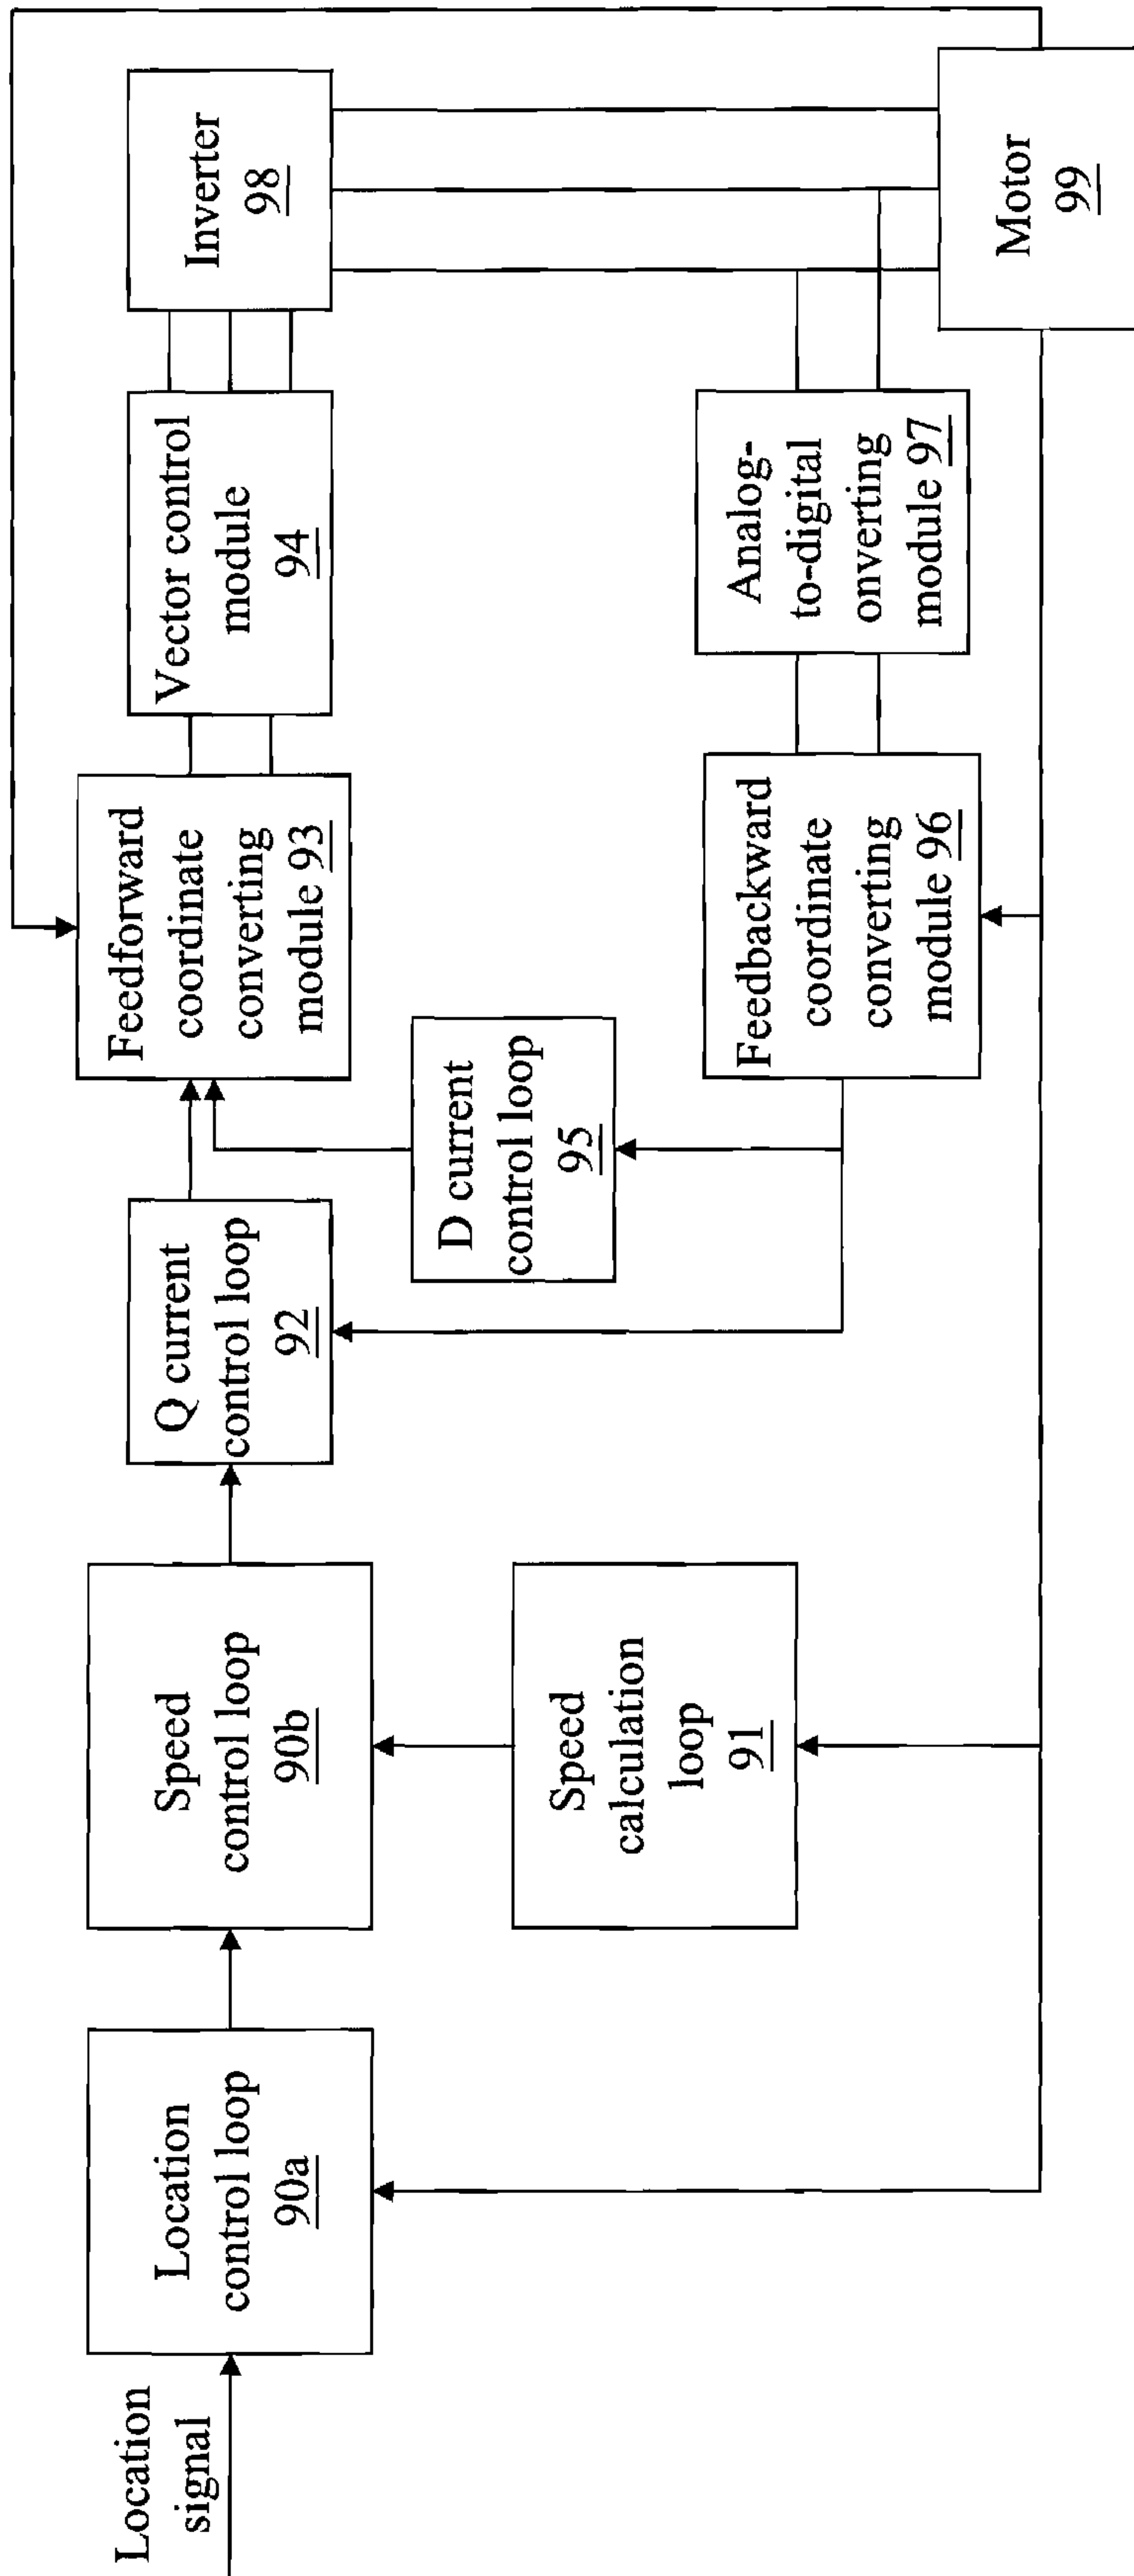 Location
signal
Location
control loop
90a
Speed
control loop
90b
Speed
calculation
loop
91
Q current
control loop
92
D current
control loop
95
Feedforward
coordinate
converting
module 93
Vector control
module
94
Inverter
98
Feedbackward
coordinate
converting
module 96
Analog-
to-digital
onverting
module 97
Motor
99